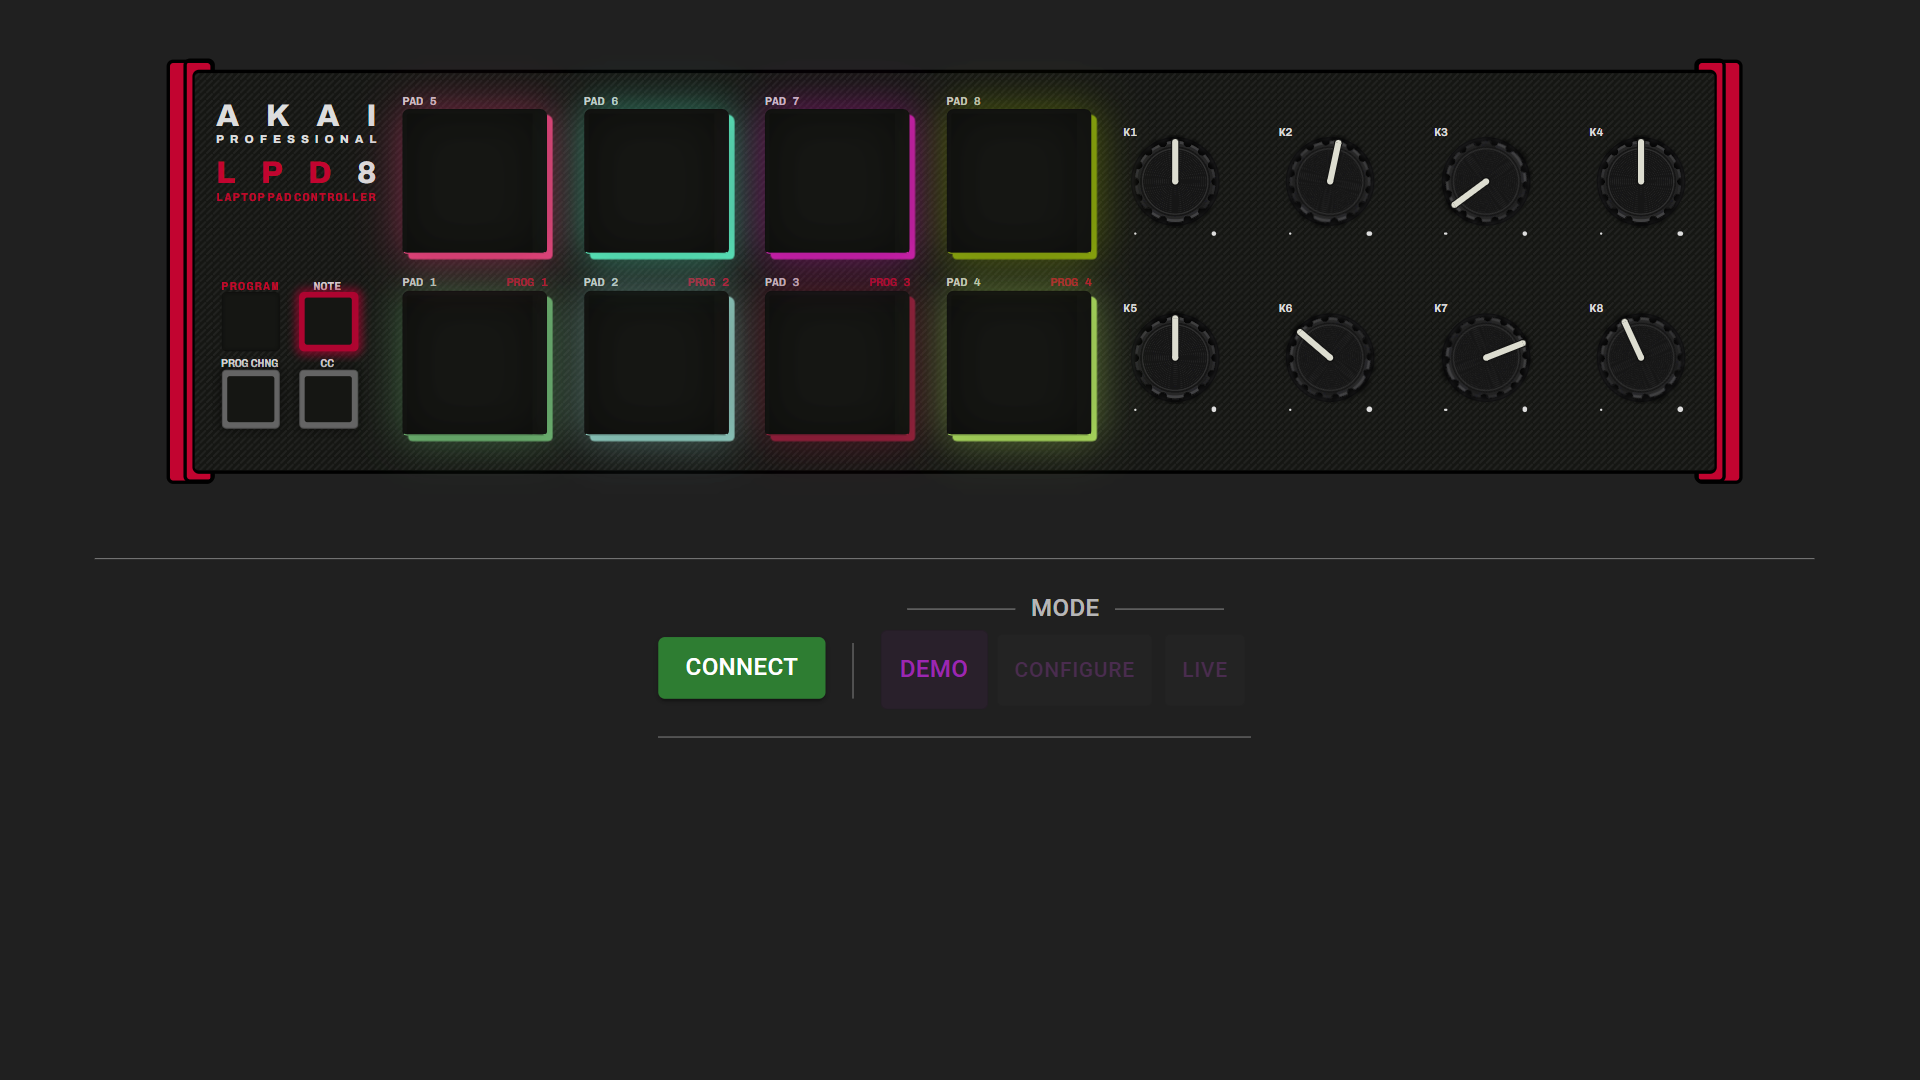 AKAI
PROFESSIONAL
LPD8
LAPTOP PAD CONTROLLER
PAD 5
PAD 6
PAD 7
PAD 8
K1
K2
K3
K4
PROGRAM
NOTE
PAD 1
PROG 1
PAD 2
PROG 2
PAD 3
PROG 3
PAD 4
PROG 4
K5
K6
K7
K8
PROG CHNG
CC
MODE
CONNECT
DEMO
CONFIGURE
LIVE